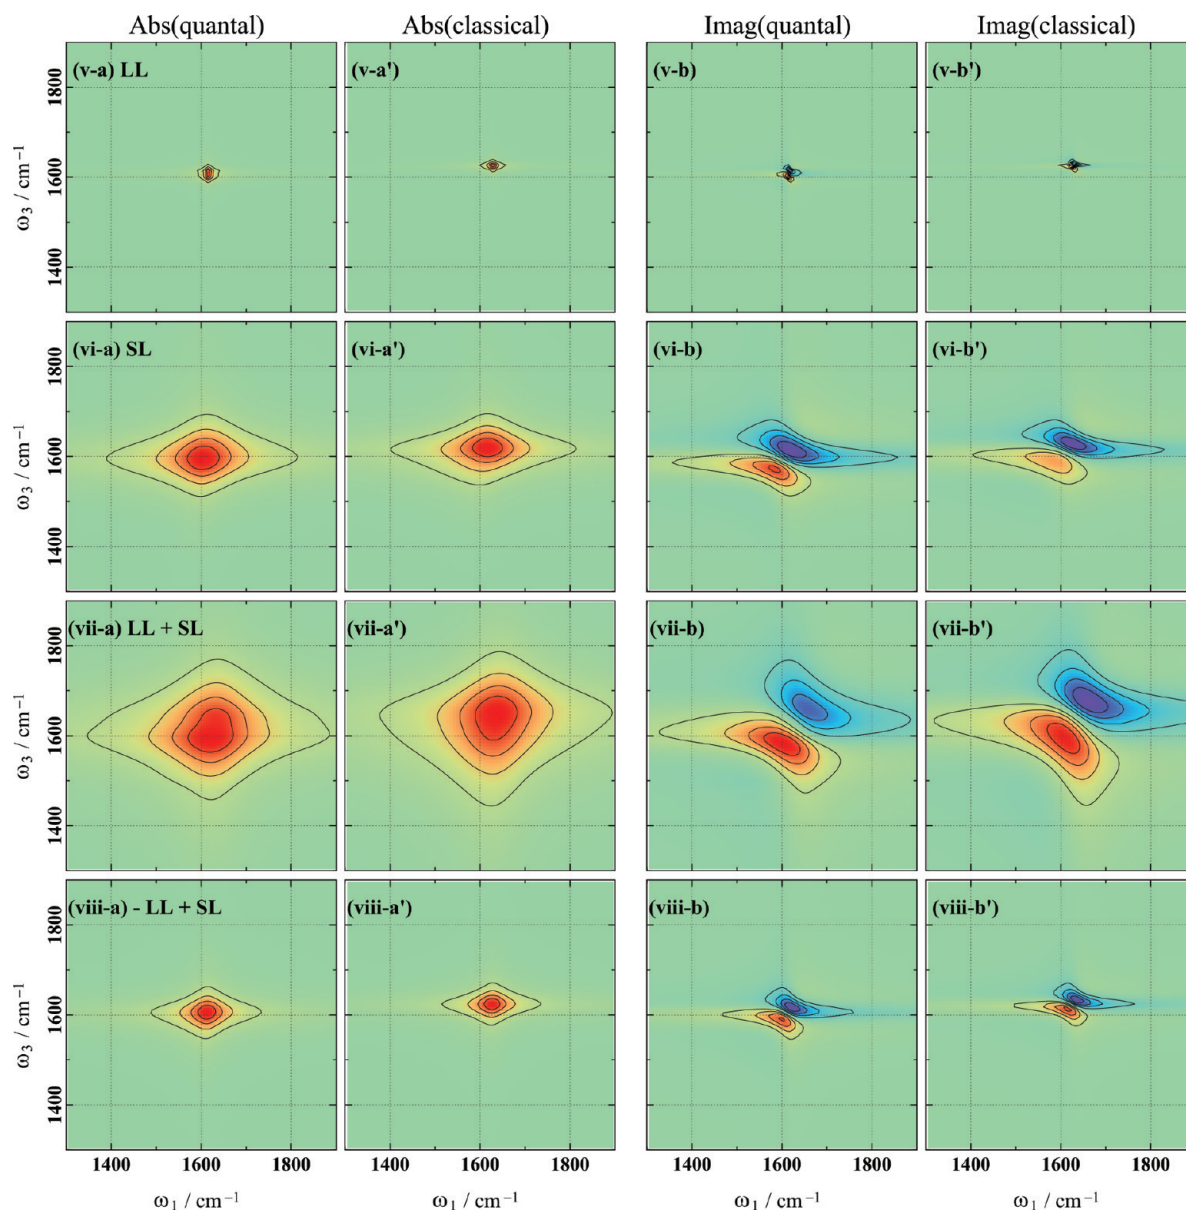 Abs(quantal) Abs(classical) Imag(quantal) Imag(classical)
(v-a) LL (v-a') (v-b) (v-b')
1800
1600
1400
ω3 / cm−1
(vi-a) SL (vi-a') (vi-b) (vi-b')
1800
1600
1400
ω3 / cm−1
(vii-a) LL + SL (vii-a') (vii-b) (vii-b')
1800
1600
1400
ω3 / cm−1
(viii-a) - LL + SL (viii-a') (viii-b) (viii-b')
1800
1600
1400
ω3 / cm−1
1400 1600 1800 1400 1600 1800 1400 1600 1800 1400 1600 1800
ω1 / cm−1 ω1 / cm−1 ω1 / cm−1 ω1 / cm−1